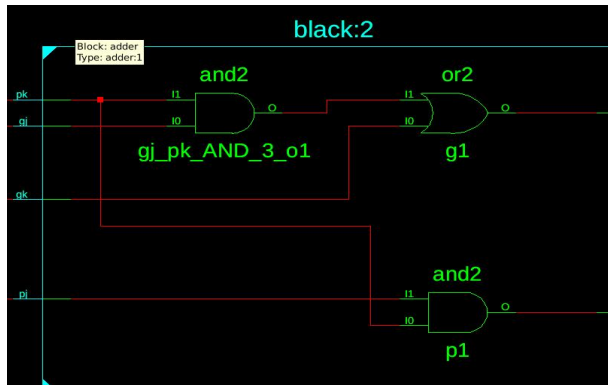 black:2
Block: adder
Type: adder:1
and2
or2
pk
I1
I1
gj
I0
O
I0
O
gj_pk_AND_3_o1
g1
gk
and2
pj
I1
I0
O
p1